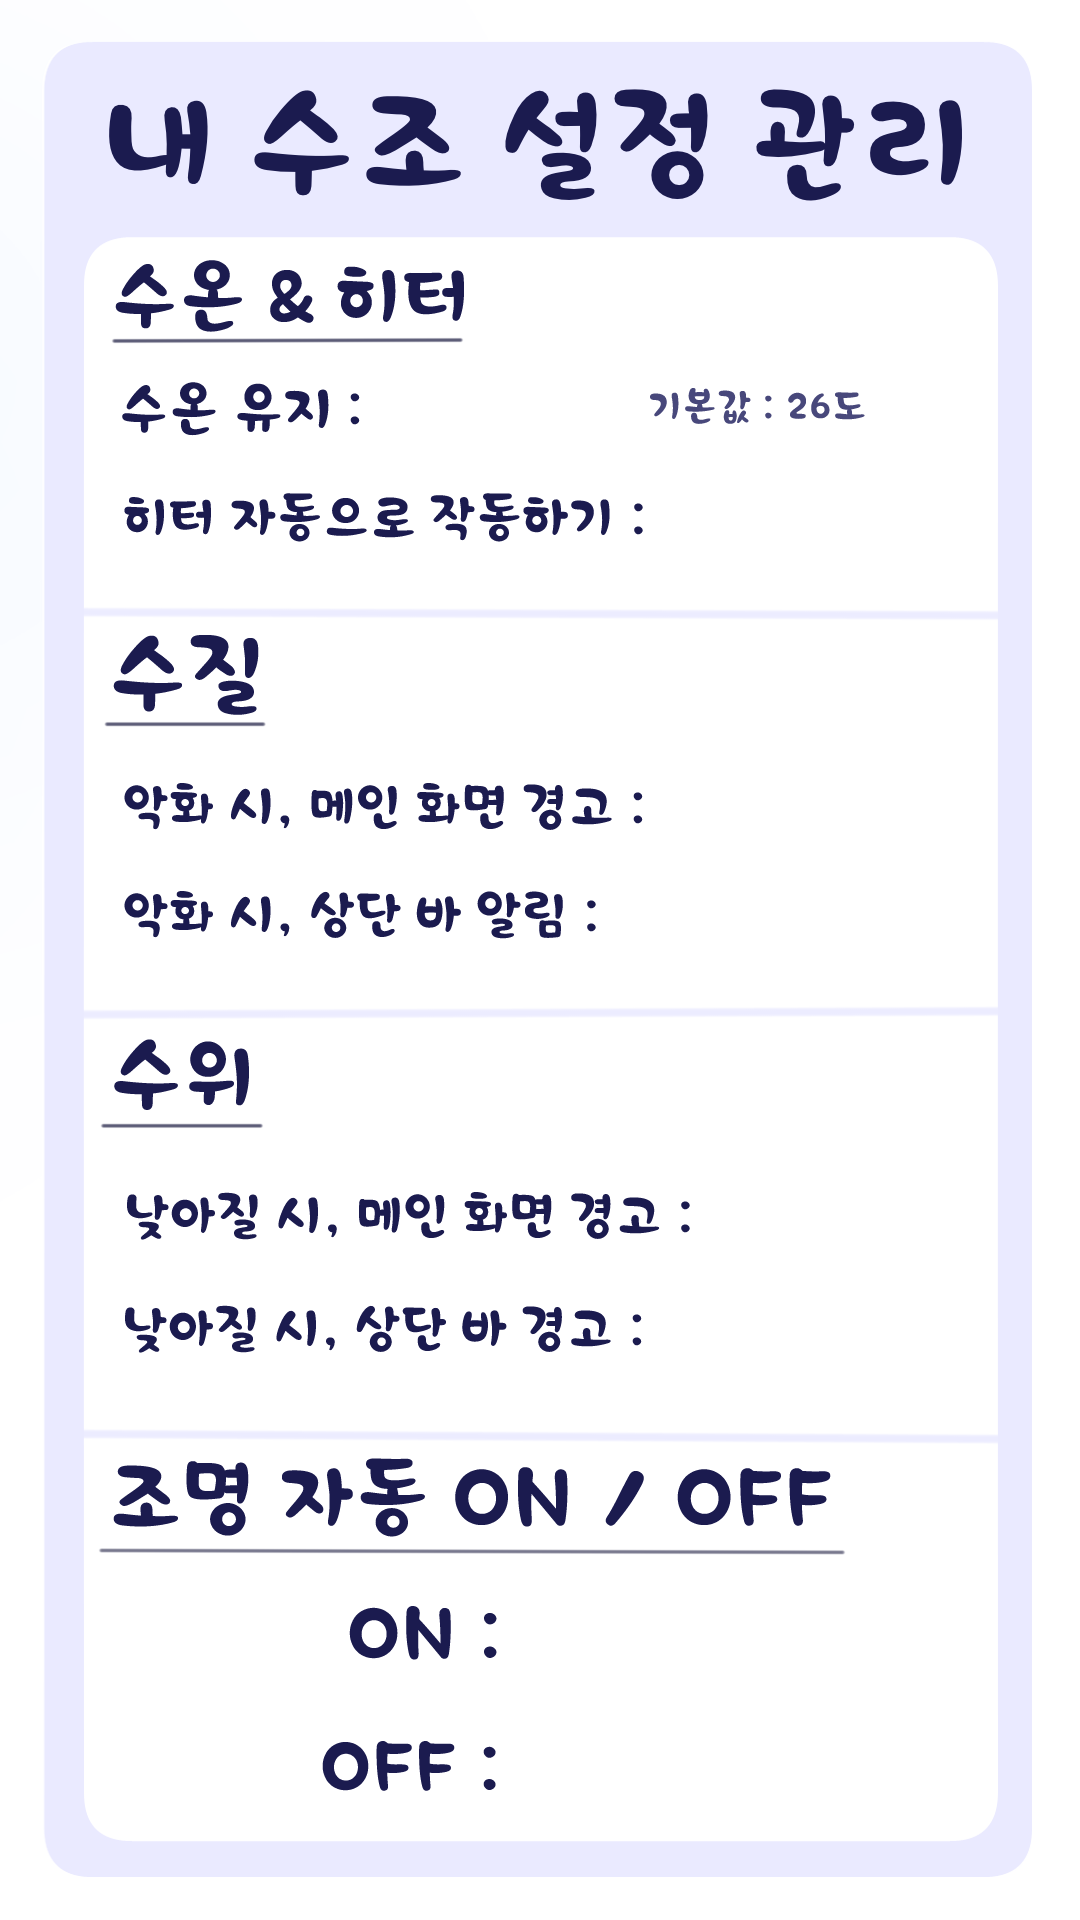 내 수조 설정 관리
수온 & 히터
수온 유지 : 기본값 : 26도
히터 자동으로 작동하기 :
수질
악화 시, 메인 화면 경고 :
악화 시, 상단 바 알림 :
수위
낮아질 시, 메인 화면 경고 :
낮아질 시, 상단 바 경고 :
조명 자동 ON / OFF
ON :
OFF :